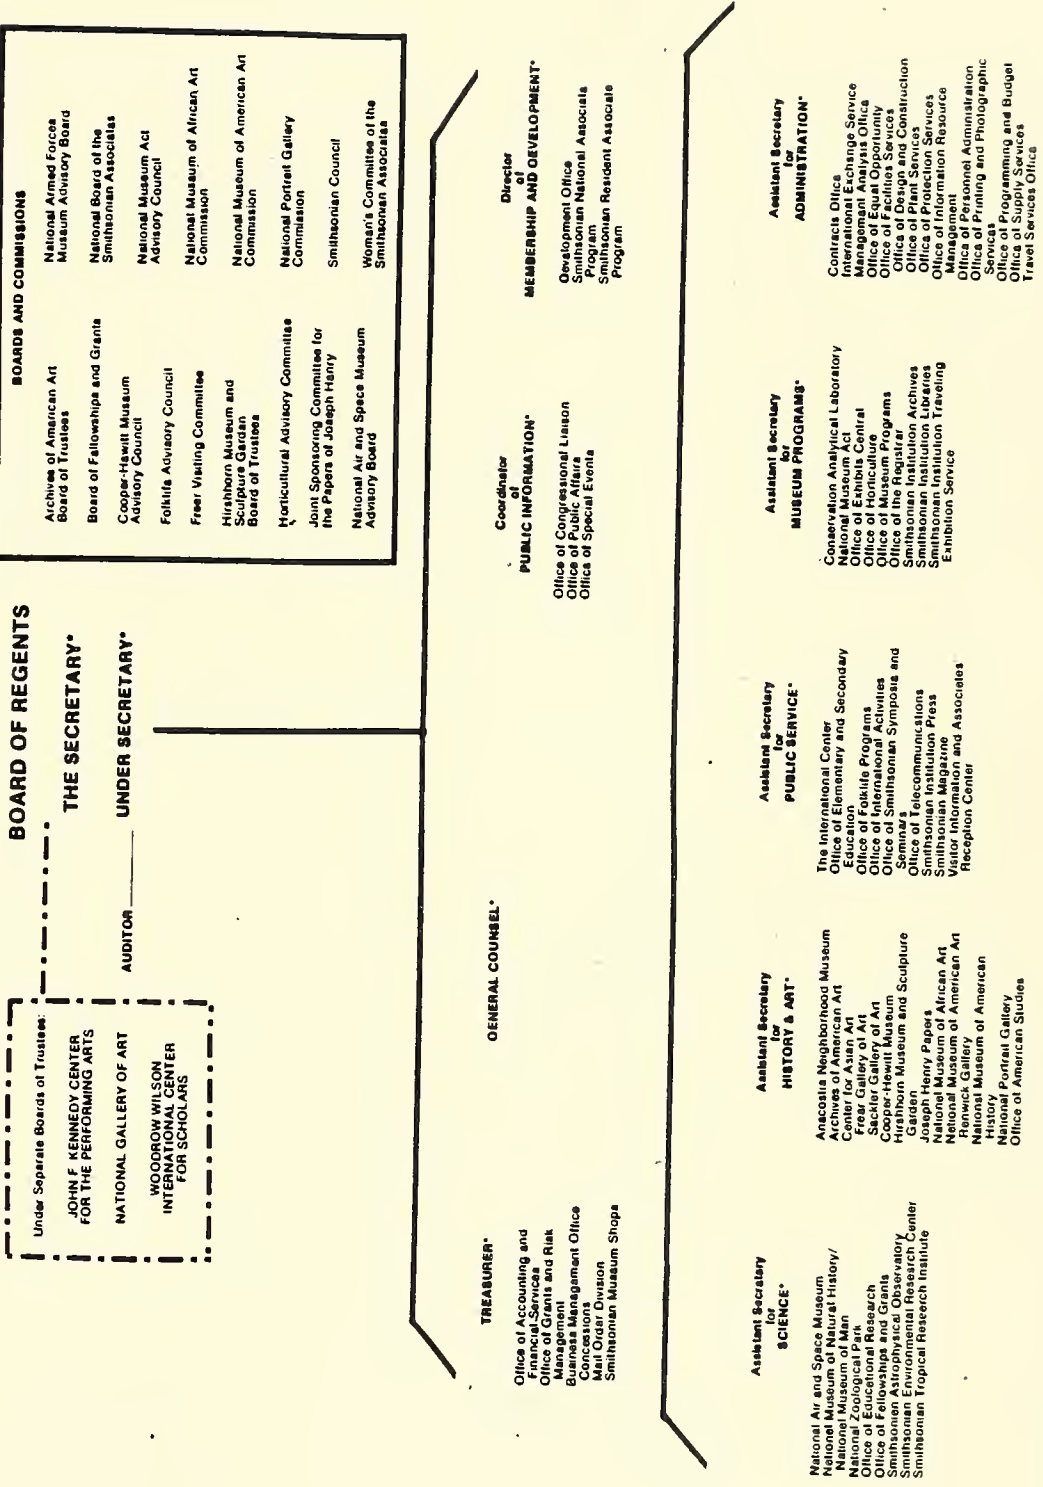 BOARD OF REGENTS
THE SECRETARY*
AUDITOR
UNDER SECRETARY*
Under Separate Boards of Trustees:
JOHN F KENNEDY CENTER
FOR THE PERFORMING ARTS
NATIONAL GALLERY OF ART
WOODROW WILSON
INTERNATIONAL CENTER
FOR SCHOLARS
BOARDS AND COMMISSIONS
Archives of American Art
Board of Trustees
Board of Fellowships and Grants
Cooper-Hewitt Museum
Advisory Council
Folklife Advisory Council
Freer Visiting Committee
Hirshhorn Museum and
Sculpture Garden
Board of Trustees
Horticultural Advisory Committee
Joint Sponsoring Committee for
the Papers of Joseph Henry
National Air and Space Museum
Advisory Board
National Armed Forces
Museum Advisory Board
National Board of the
Smithsonian Associates
National Museum Act
Advisory Council
National Museum of African Art
Commission
National Museum of American Art
Commission
National Portrait Gallery
Commission
Smithsonian Council
Woman's Committee of the
Smithsonian Associates
TREASURER*
Office of Accounting and
Financial Services
Office of Grants and Risk
Management
Business Management Office
Concessions
Mail Order Division
Smithsonian Museum Shops
GENERAL COUNSEL*
Coordinator
of
PUBLIC INFORMATION*
Office of Congressional Liaison
Office of Public Affairs
Office of Special Events
Director
of
MEMBERSHIP AND DEVELOPMENT*
Development Office
Smithsonian National Associate
Program
Smithsonian Resident Associate
Program
Assistant Secretary
for
SCIENCE*
National Air and Space Museum
National Museum of Natural History/
National Museum of Man
National Zoological Park
Office of Educational Research
Office of Fellowships and Grants
Smithsonian Astrophysical Observatory
Smithsonian Environmental Research Center
Smithsonian Tropical Research Institute
Assistant Secretary
for
HISTORY & ART*
Anacostia Neighborhood Museum
Archives of American Art
Center for Asian Art
Freer Gallery of Art
Sackler Gallery of Art
Cooper-Hewitt Museum
Hirshhorn Museum and Sculpture
Garden
Joseph Henry Papers
National Museum of African Art
National Museum of American Art
Renwick Gallery
National Museum of American
History
National Portrait Gallery
Office of American Studies
Assistant Secretary
for
PUBLIC SERVICE*
The International Center
Office of Elementary and Secondary
Education
Office of Folklife Programs
Office of International Activities
Office of Smithsonian Symposia and
Seminars
Office of Telecommunications
Smithsonian Institution Press
Smithsonian Magazine
Visitor Information and Associates
Reception Center
Assistant Secretary
for
MUSEUM PROGRAMS*
Conservation Analytical Laboratory
National Museum Act
Office of Exhibits Central
Office of Horticulture
Office of Museum Programs
Office of the Registrar
Smithsonian Institution Archives
Smithsonian Institution Libraries
Smithsonian Institution Traveling
Exhibition Service
Assistant Secretary
for
ADMINISTRATION*
Contracts Office
International Exchange Service
Management Analysis Office
Office of Equal Opportunity
Office of Facilities Services
Office of Design and Construction
Office of Plant Services
Office of Protection Services
Office of Information Resource
Management
Office of Personnel Administration
Office of Printing and Photographic
Services
Office of Programming and Budget
Office of Supply Services
Travel Services Office